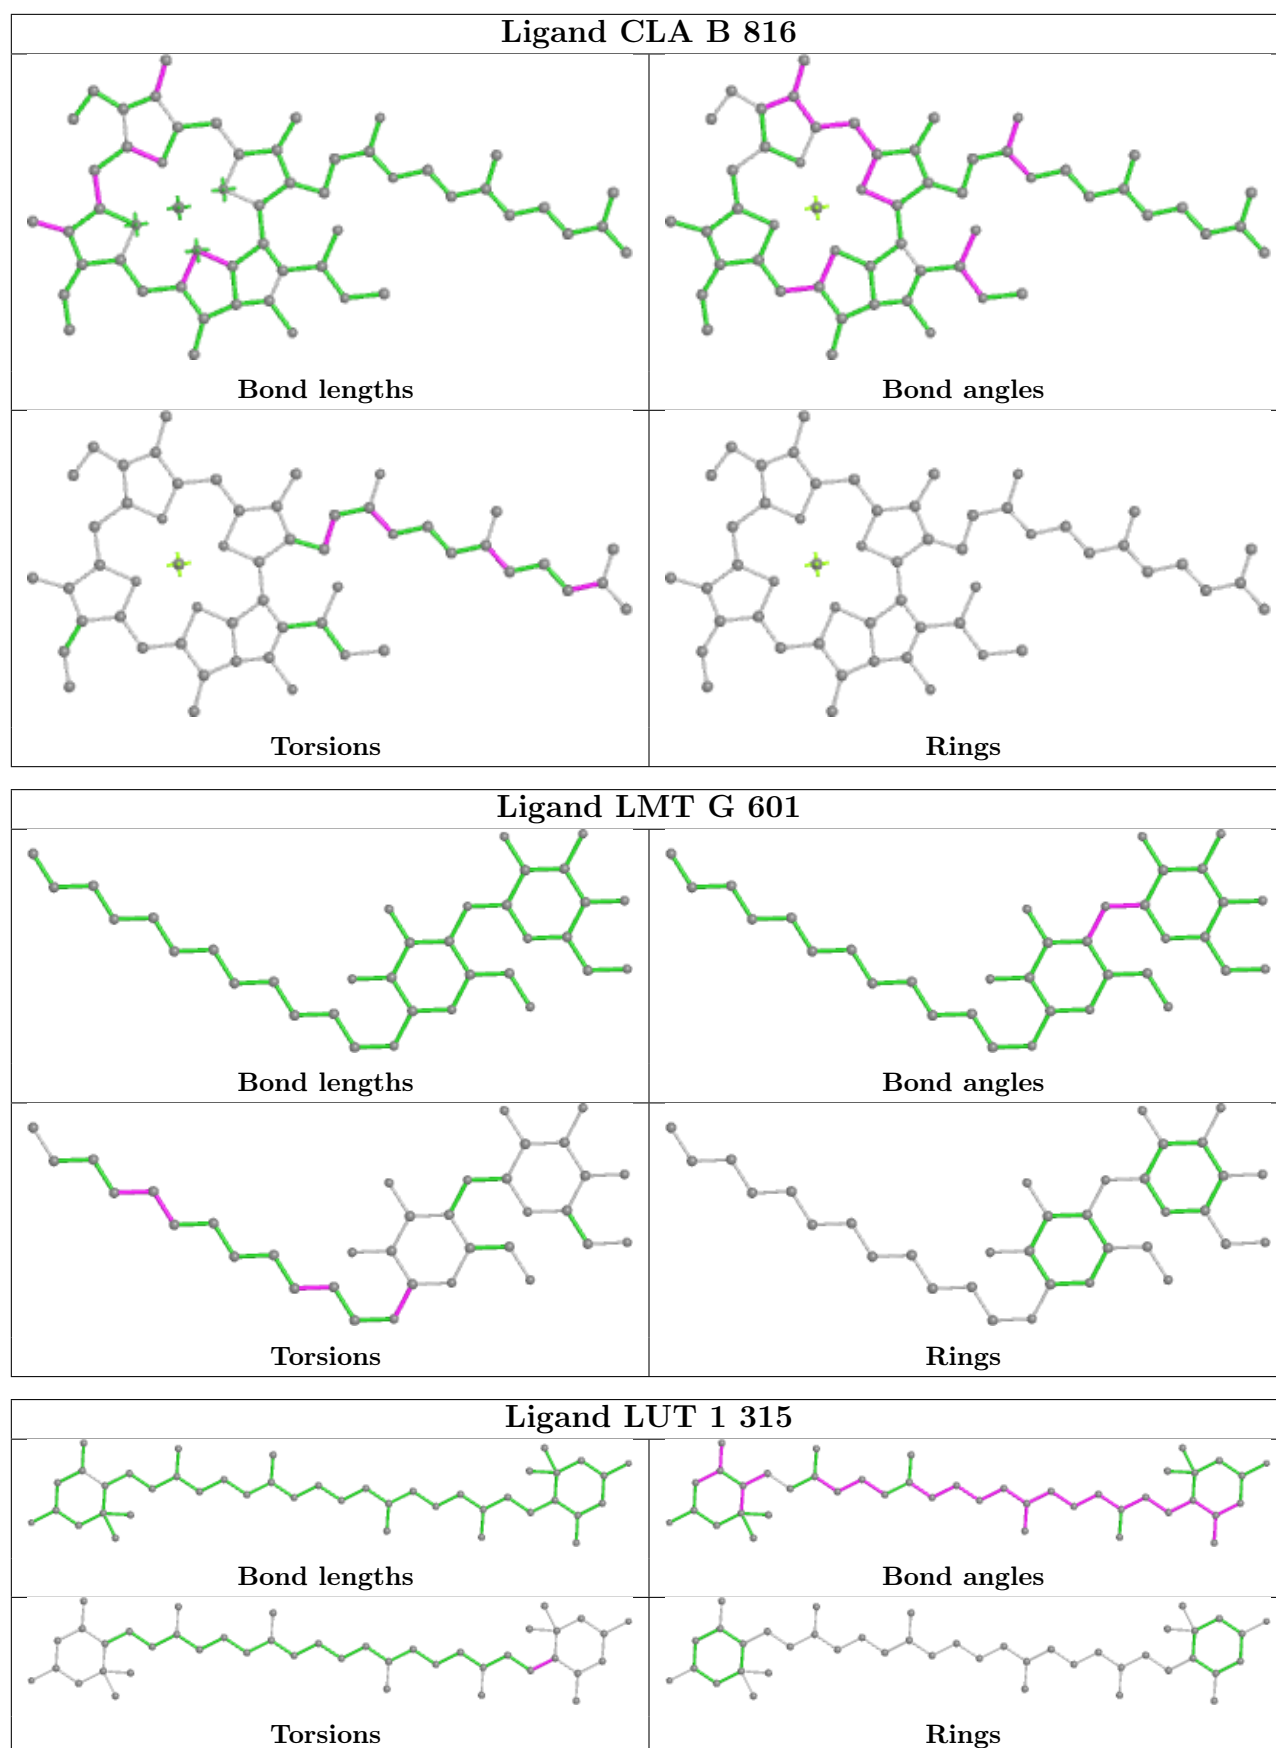 Ligand CLA B 816
Bond lengths
Bond angles
Torsions
Rings
Ligand LMT G 601
Bond lengths
Bond angles
Torsions
Rings
Ligand LUT 1 315
Bond lengths
Bond angles
Torsions
Rings